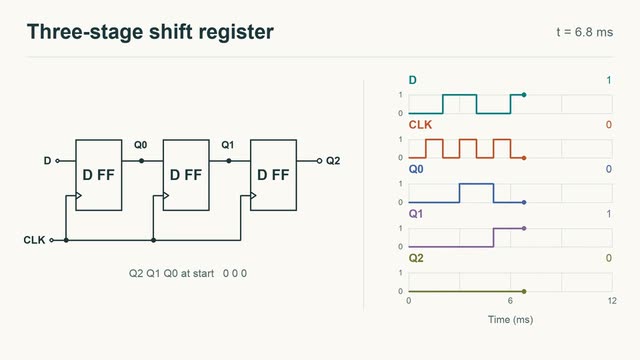 Three-stage shift register
t = 6.8 ms
D
Q0
D FF
Q1
D FF
D FF
Q2
CLK
Q2 Q1 Q0 at start 0 0 0
D 1
1
0
CLK 0
1
0
Q0 0
1
0
Q1 1
1
0
Q2 0
1
0
0 6 12
Time (ms)